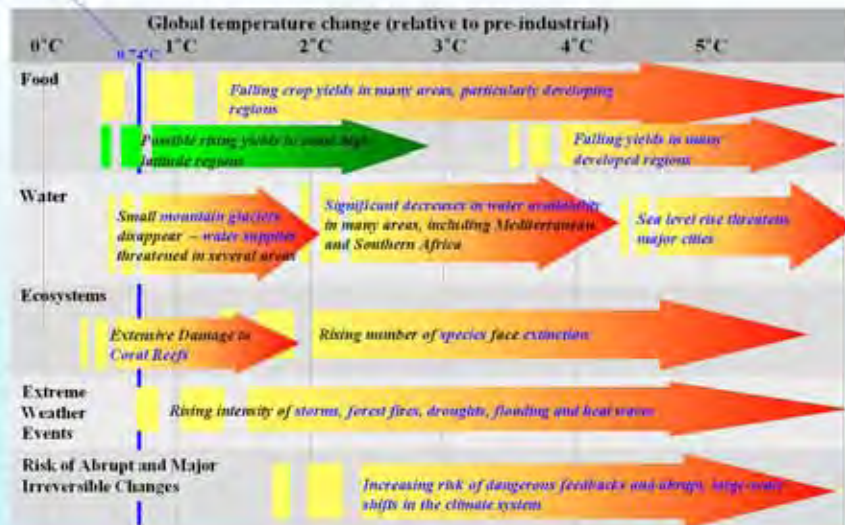 Global temperature change (relative to pre-industrial)
0°C 1°C 2°C 3°C 4°C 5°C
0.74°C
Food
Falling crop yields in many areas, particularly developing
regions
Possible rising yields in some high
latitude regions
Falling yields in many
developed regions
Water
Small mountain glaciers
disappear – water supplies
threatened in several areas
Significant decreases in water availability
in many areas, including Mediterranean
and Southern Africa
Sea level rise threatens
major cities
Ecosystems
Extensive Damage to
Coral Reefs
Rising number of species face extinction
Extreme
Weather
Events
Rising intensity of storms, forest fires, droughts, flooding and heat waves
Risk of Abrupt and Major
Irreversible Changes
Increasing risk of dangerous feedbacks and abrupt, large-scale
shifts in the climate system